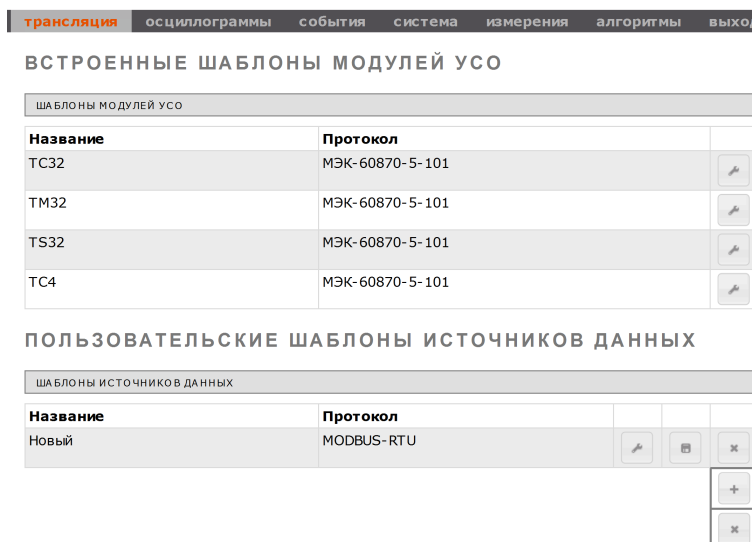 трансляция осциллограммы события система измерения алгоритмы
ВСТРОЕННЫЕ ШАБЛОНЫ МОДУЛЕЙ УСО
ШАБЛОНЫ МОДУЛЕЙ УСО
Название Протокол
TC32 МЭК-60870-5-101
TM32 МЭК-60870-5-101
TS32 МЭК-60870-5-101
TC4 МЭК-60870-5-101
ПОЛЬЗОВАТЕЛЬСКИЕ ШАБЛОНЫ ИСТОЧНИКОВ ДАННЫХ
ШАБЛОНЫ ИСТОЧНИКОВ ДАННЫХ
Название Протокол
Новый MODBUS-RTU